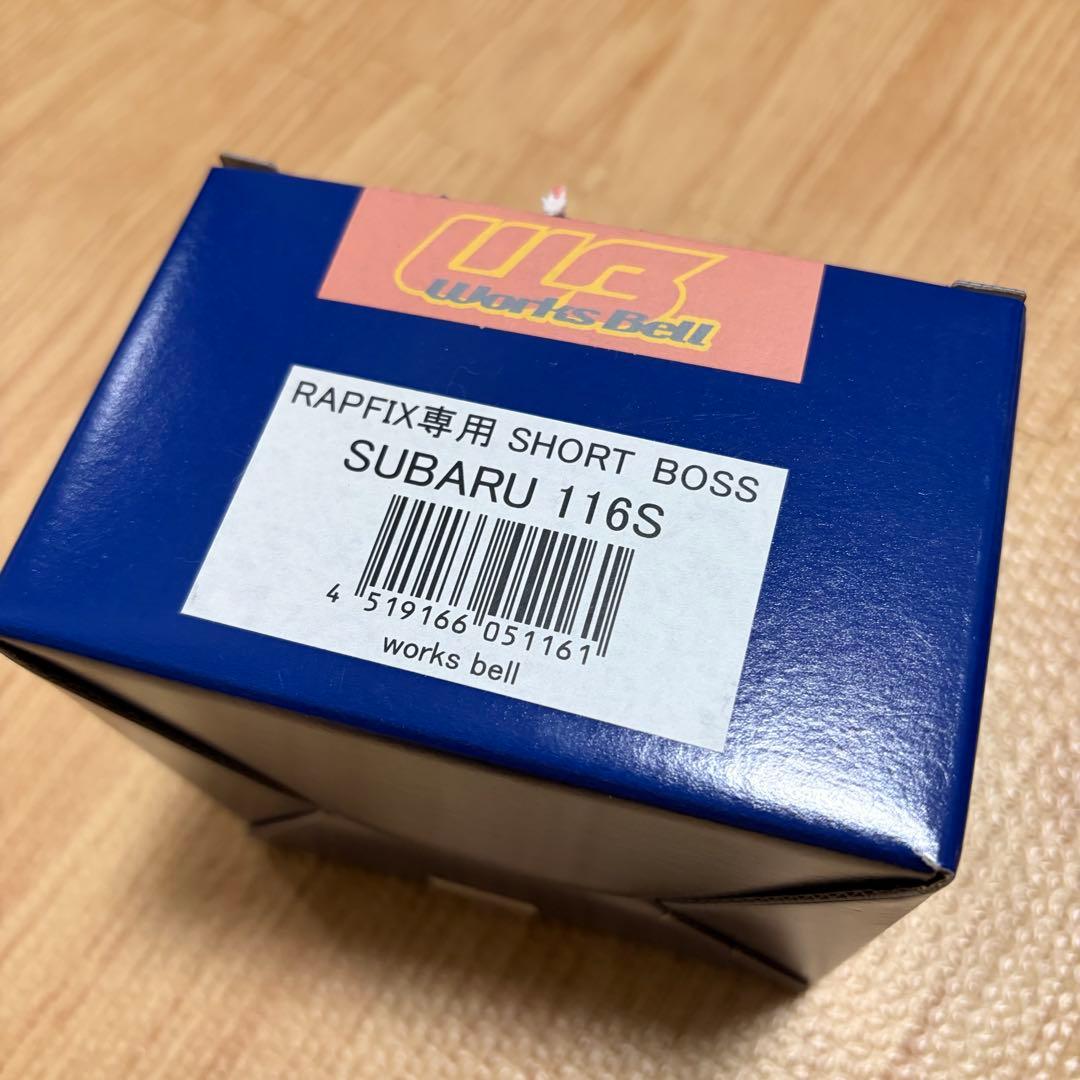 WB
Works Bell
RAPFIX専用 SHORT BOSS
SUBARU 116S
4 519166 051161
works bell